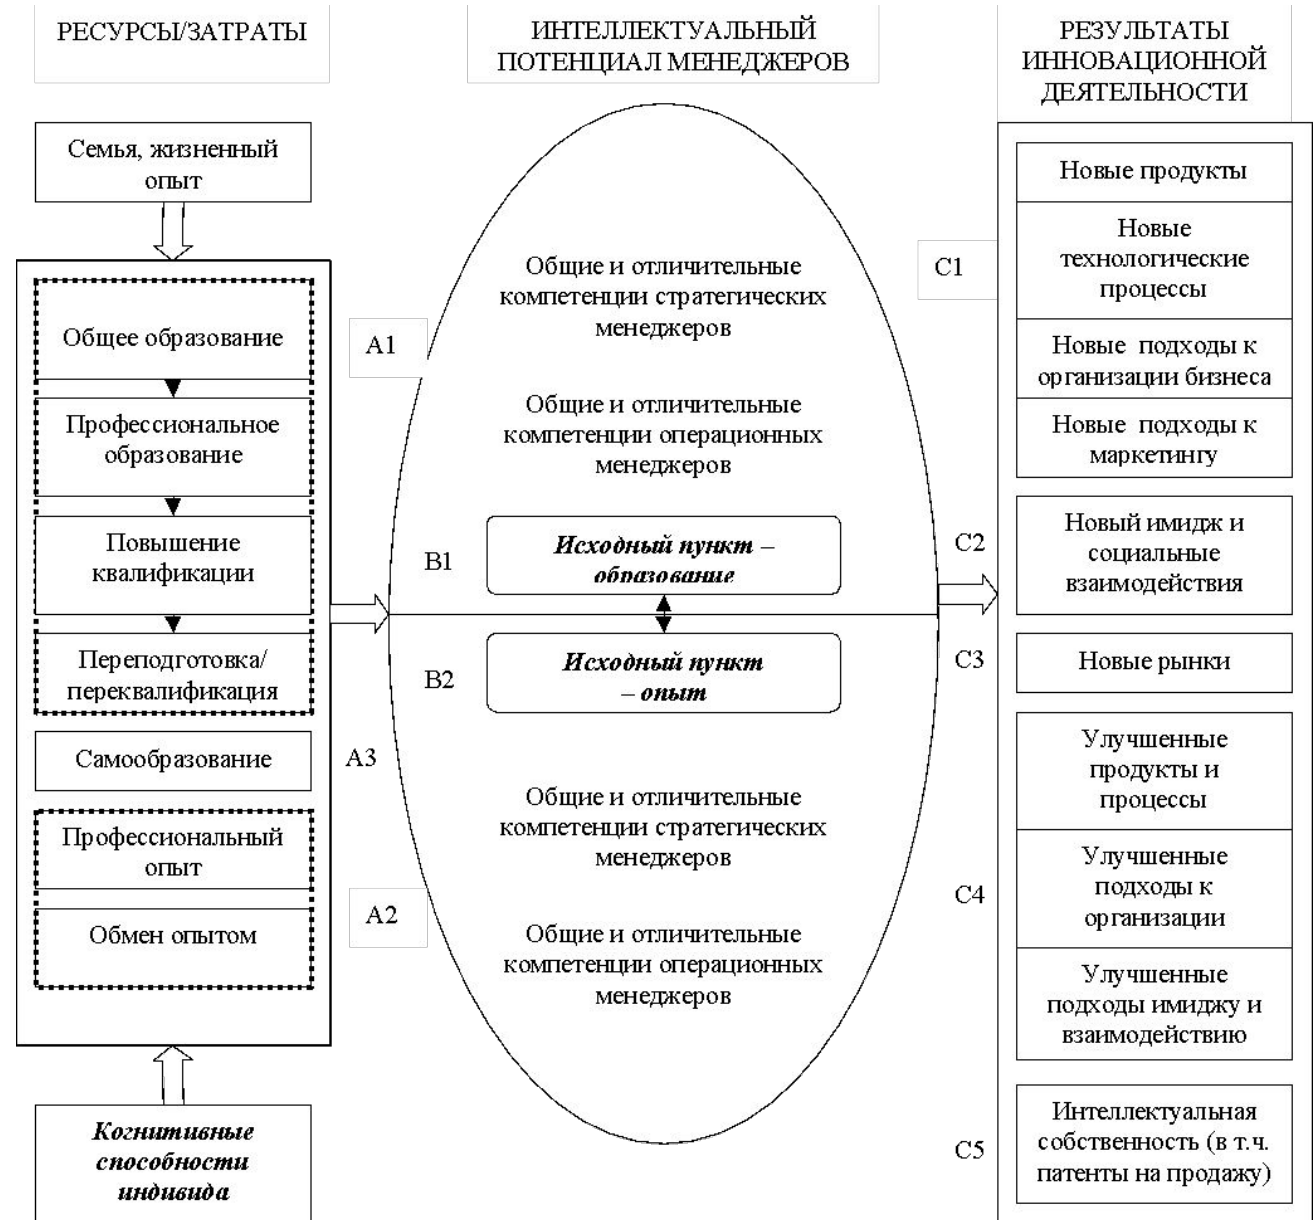 РЕСУРСЫ/ЗАТРАТЫ
Семья, жизненный
опыт
Общее образование
Профессиональное
образование
Повышение
квалификации
Переподготовка/
переквалификация
Самообразование
Профессиональный
опыт
Обмен опытом
Когнитивные
способности
индивида
A1
A3
A2
ИНТЕЛЛЕКТУАЛЬНЫЙ
ПОТЕНЦИАЛ МЕНЕДЖЕРОВ
Общие и отличительные
компетенции стратегических
менеджеров
Общие и отличительные
компетенции операционных
менеджеров
B1
Исходный пункт –
образование
B2
Исходный пункт
– опыт
Общие и отличительные
компетенции стратегических
менеджеров
Общие и отличительные
компетенции операционных
менеджеров
РЕЗУЛЬТАТЫ
ИННОВАЦИОННОЙ
ДЕЯТЕЛЬНОСТИ
C1
Новые продукты
Новые
технологические
процессы
Новые подходы к
организации бизнеса
Новые подходы к
маркетингу
C2
Новый имидж и
социальные
взаимодействия
C3
Новые рынки
C4
Улучшенные
продукты и
процессы
Улучшенные
подходы к
организации
Улучшенные
подходы имиджу и
взаимодействию
C5
Интеллектуальная
собственность (в т.ч.
патенты на продажу)